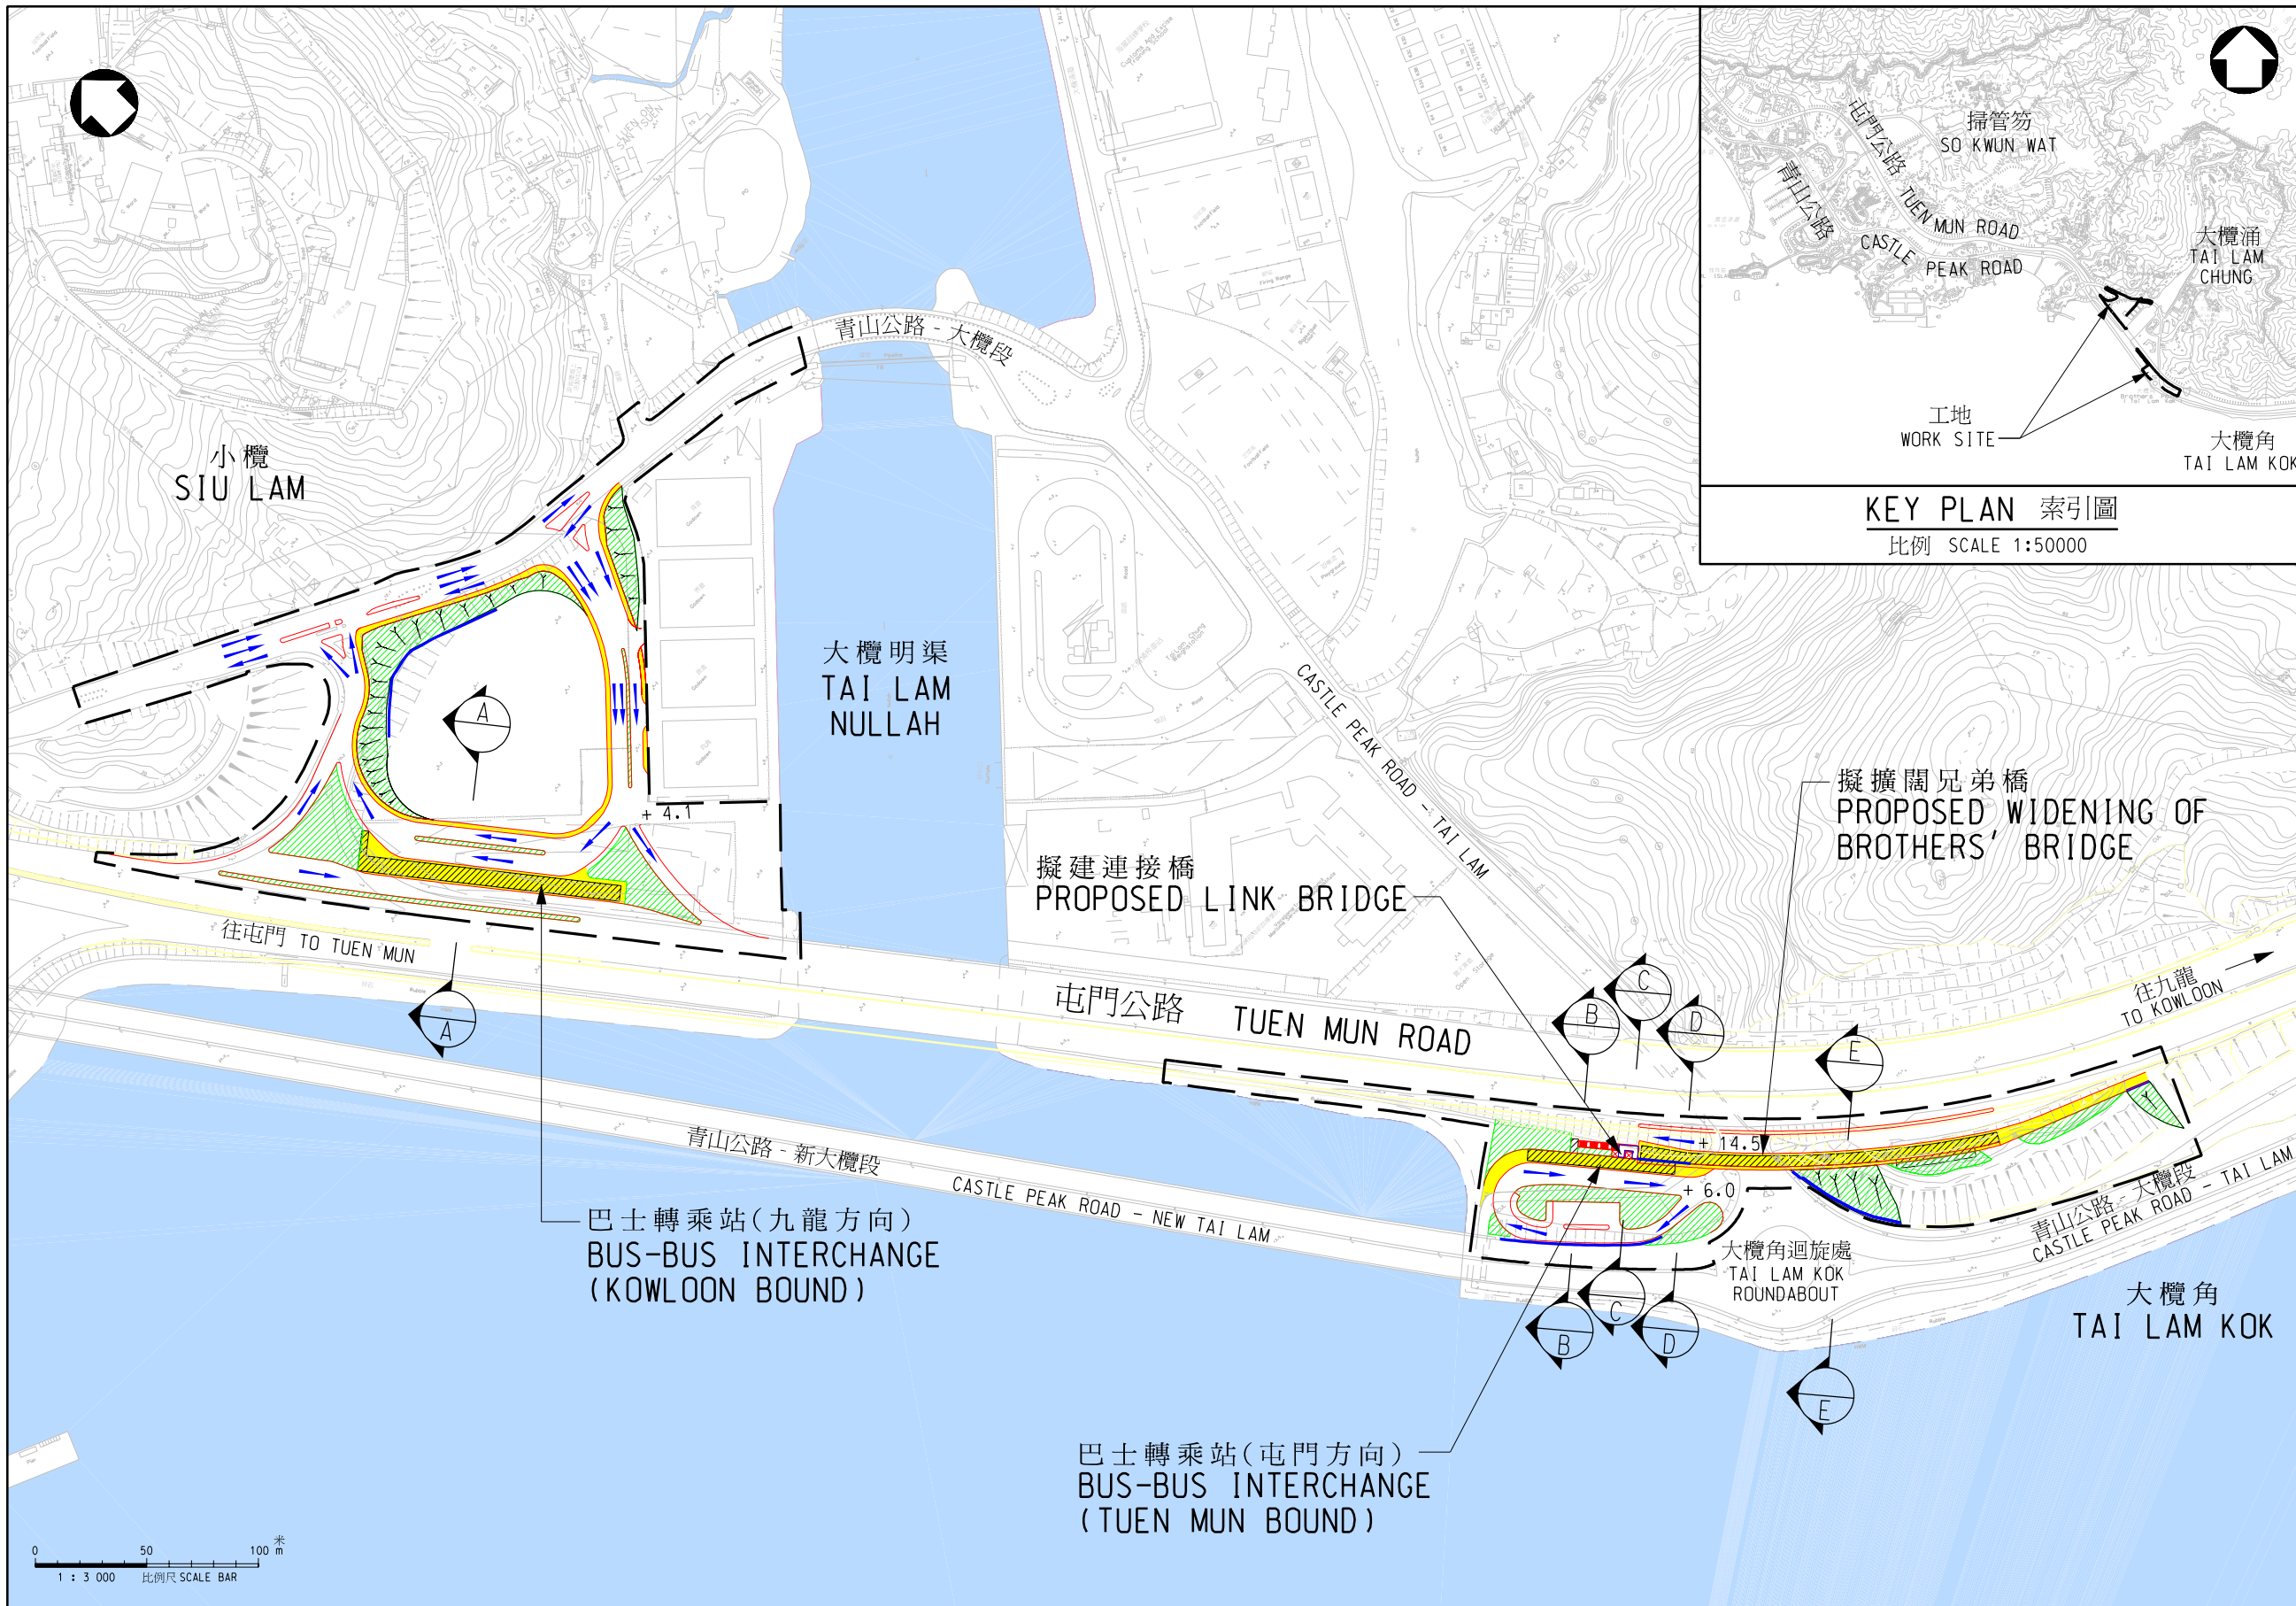 小欖
SIU LAM
青山公路 - 大欖段
大欖明渠
TAI LAM
NULLAH
+ 4.1
往屯門 TO TUEN MUN
A
A
巴士轉乘站(九龍方向)
BUS-BUS INTERCHANGE
(KOWLOON BOUND)
青山公路 - 新大欖段
CASTLE PEAK ROAD - NEW TAI LAM
屯門公路 TUEN MUN ROAD
CASTLE PEAK ROAD - TAI LAM
擬建連接橋
PROPOSED LINK BRIDGE
擬擴闊兄弟橋
PROPOSED WIDENING OF
BROTHERS' BRIDGE
B
C
D
E
往九龍
TO KOWLOON
+ 14.5
+ 6.0
大欖角迴旋處
TAI LAM KOK
ROUNDABOUT
青山公路 - 大欖段
CASTLE PEAK ROAD - TAI LAM
B
C
D
E
大欖角
TAI LAM KOK
巴士轉乘站(屯門方向)
BUS-BUS INTERCHANGE
(TUEN MUN BOUND)
0 50 100 米
m
1 : 3 000 比例尺 SCALE BAR
掃管笏
SO KWUN WAT
屯門公路 TUEN MUN ROAD
青山公路 CASTLE PEAK ROAD
大欖涌
TAI LAM
CHUNG
工地
WORK SITE
大欖角
TAI LAM KOK
KEY PLAN 索引圖
比例 SCALE 1:50000